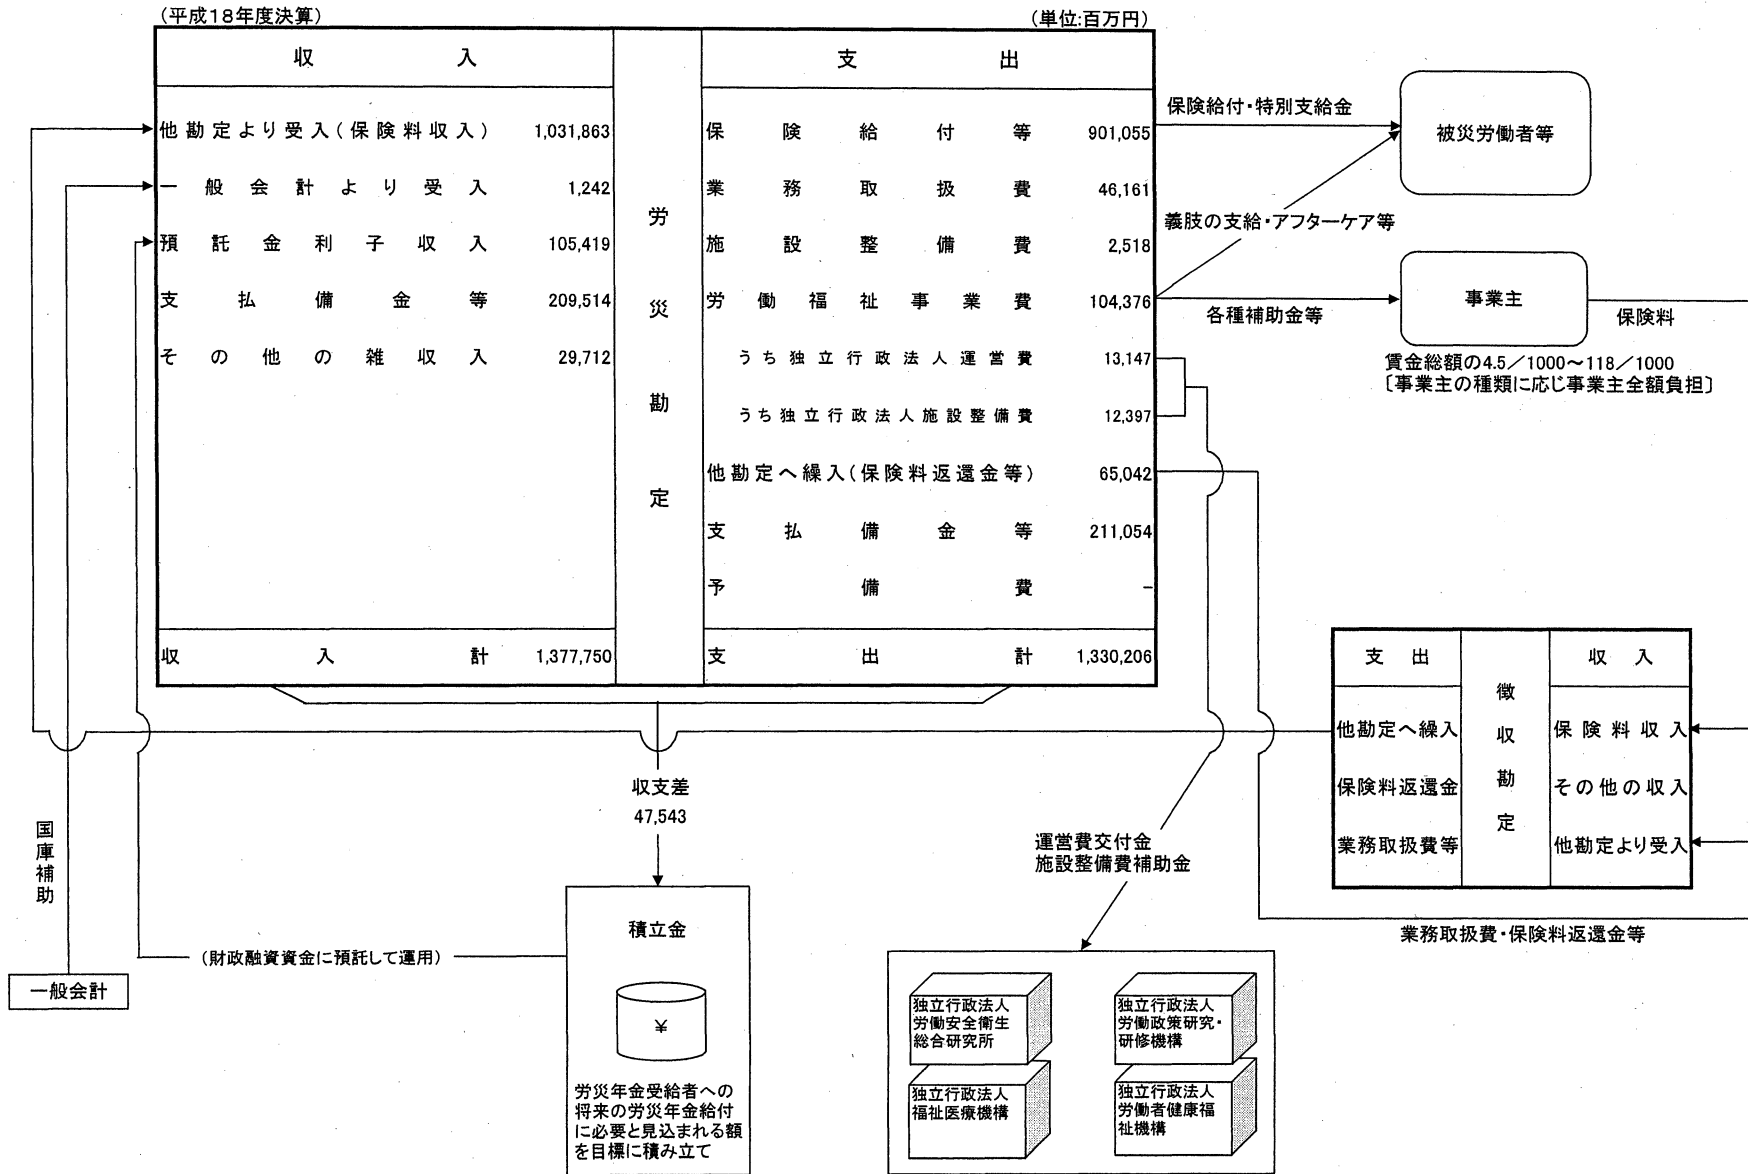 (平成18年度決算)
(単位:百万円)
収入
支出
労災勘定
他勘定より受入(保険料収入) 1,031,863
一般会計より受入 1,242
預託金利子収入 105,419
支払備金等 209,514
その他の雑収入 29,712
収入計 1,377,750
保険給付等 901,055
業務取扱費 46,161
施設整備費 2,518
労働福祉事業費 104,376
うち独立行政法人運営費 13,147
うち独立行政法人施設整備費 12,397
他勘定へ繰入(保険料返還金等) 65,042
支払備金等 211,054
予備費 -
支出計 1,330,206
保険給付・特別支給金
被災労働者等
義肢の支給・アフターケア等
各種補助金等
事業主
保険料
賃金総額の4.5/1000~118/1000
〔事業主の種類に応じ事業主全額負担〕
支出
徴収勘定
収入
他勘定へ繰入
保険料返還金
業務取扱費等
保険料収入
その他の収入
他勘定より受入
業務取扱費・保険料返還金等
収支差
47,543
国庫補助
一般会計
(財政融資資金に預託して運用)
積立金
¥
労災年金受給者への
将来の労災年金給付
に必要と見込まれる額
を目標に積み立て
運営費交付金
施設整備費補助金
独立行政法人
労働安全衛生
総合研究所
独立行政法人
労働政策研究・
研修機構
独立行政法人
福祉医療機構
独立行政法人
労働者健康福
祉機構